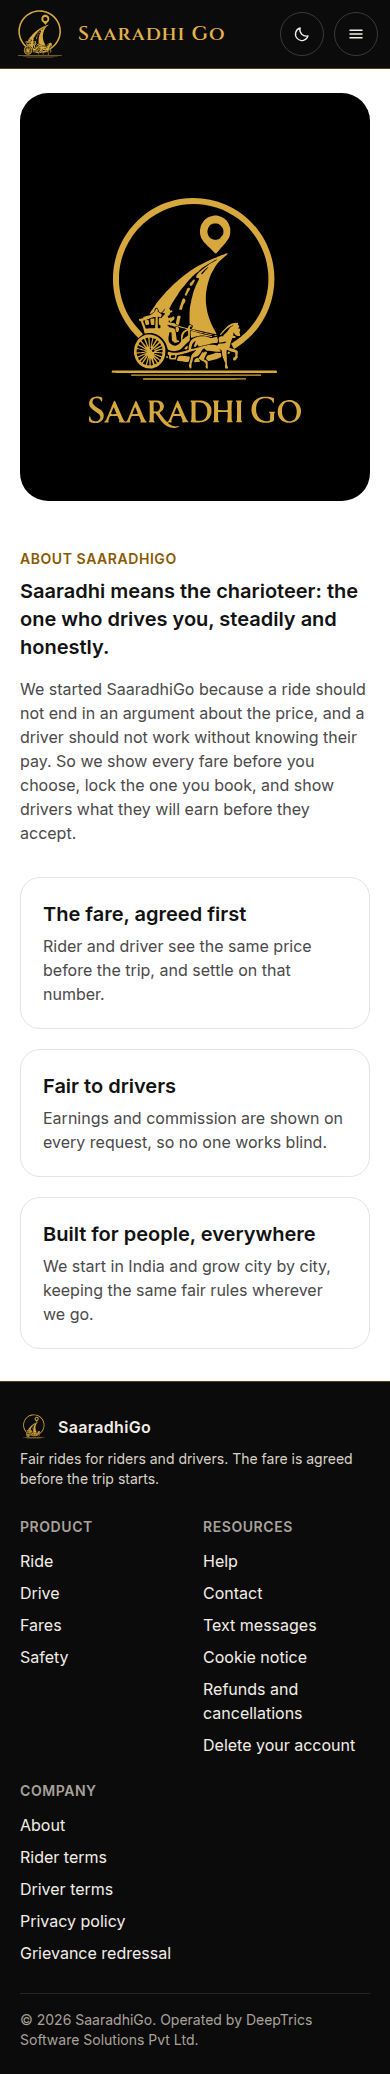 Saaradhi Go
Saaradhi Go
ABOUT SAARADHIGO
Saaradhi means the charioteer: the
one who drives you, steadily and
honestly.
We started SaaradhiGo because a ride should
not end in an argument about the price, and a
driver should not work without knowing their
pay. So we show every fare before you
choose, lock the one you book, and show
drivers what they will earn before they
accept.
The fare, agreed first
Rider and driver see the same price
before the trip, and settle on that
number.
Fair to drivers
Earnings and commission are shown on
every request, so no one works blind.
Built for people, everywhere
We start in India and grow city by city,
keeping the same fair rules wherever
we go.
SaaradhiGo
Fair rides for riders and drivers. The fare is agreed
before the trip starts.
PRODUCT
Ride
Drive
Fares
Safety
RESOURCES
Help
Contact
Text messages
Cookie notice
Refunds and
cancellations
Delete your account
COMPANY
About
Rider terms
Driver terms
Privacy policy
Grievance redressal
© 2026 SaaradhiGo. Operated by DeepTrics
Software Solutions Pvt Ltd.